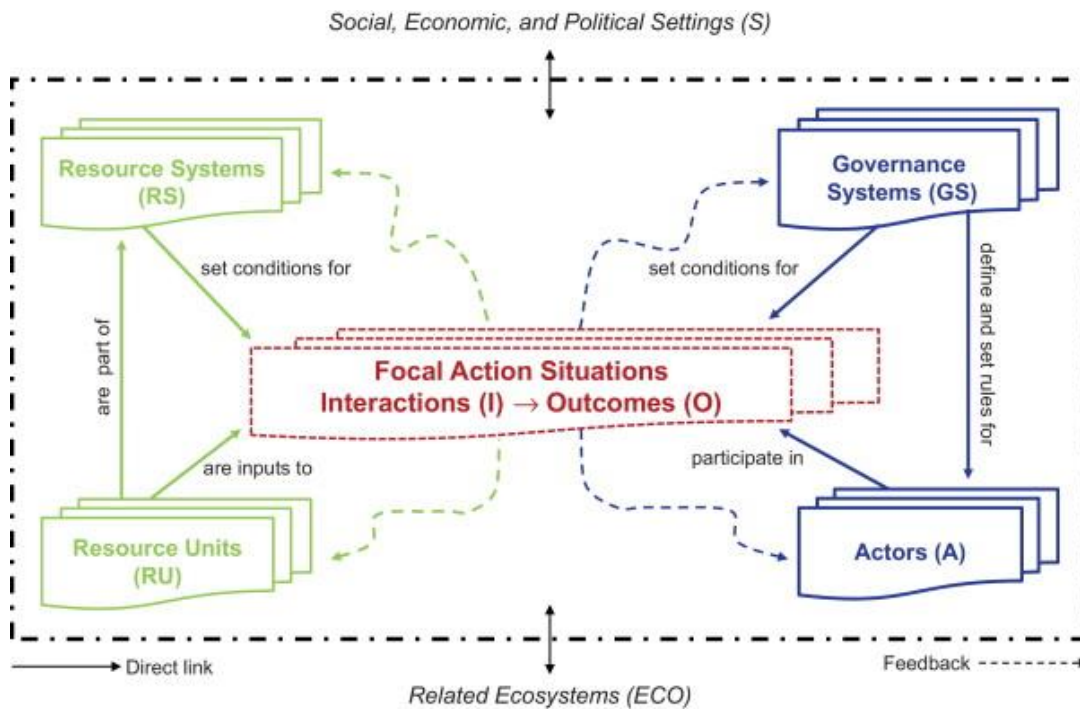 Social, Economic, and Political Settings (S)
Resource Systems
(RS)
Governance
Systems (GS)
set conditions for
set conditions for
are part of
define and set rules for
Focal Action Situations
Interactions (I) → Outcomes (O)
are inputs to
participate in
Resource Units
(RU)
Actors (A)
Direct link
Feedback
Related Ecosystems (ECO)